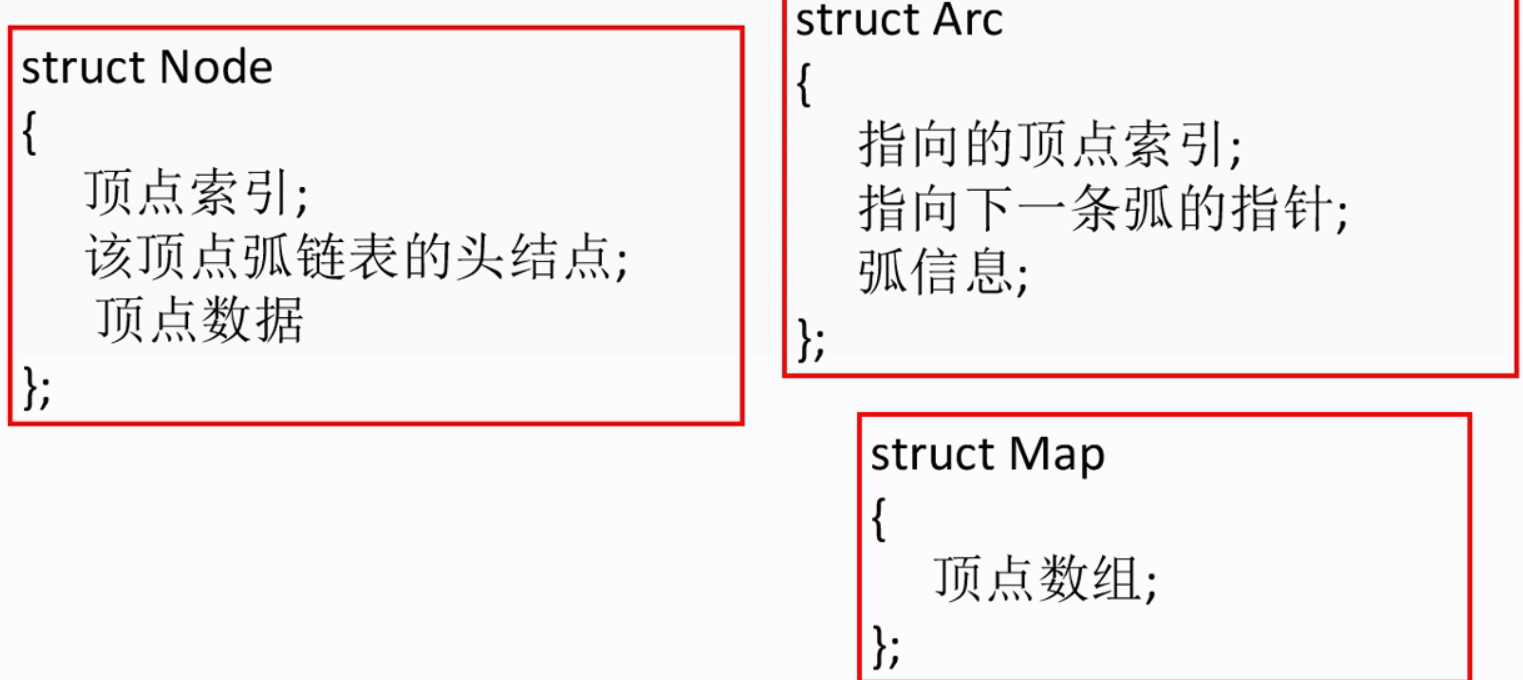 struct Node
{
顶点索引;
该顶点弧链表的头结点;
顶点数据
};
struct Arc
{
指向的顶点索引;
指向下一条弧的指针;
弧信息;
};
struct Map
{
顶点数组;
};